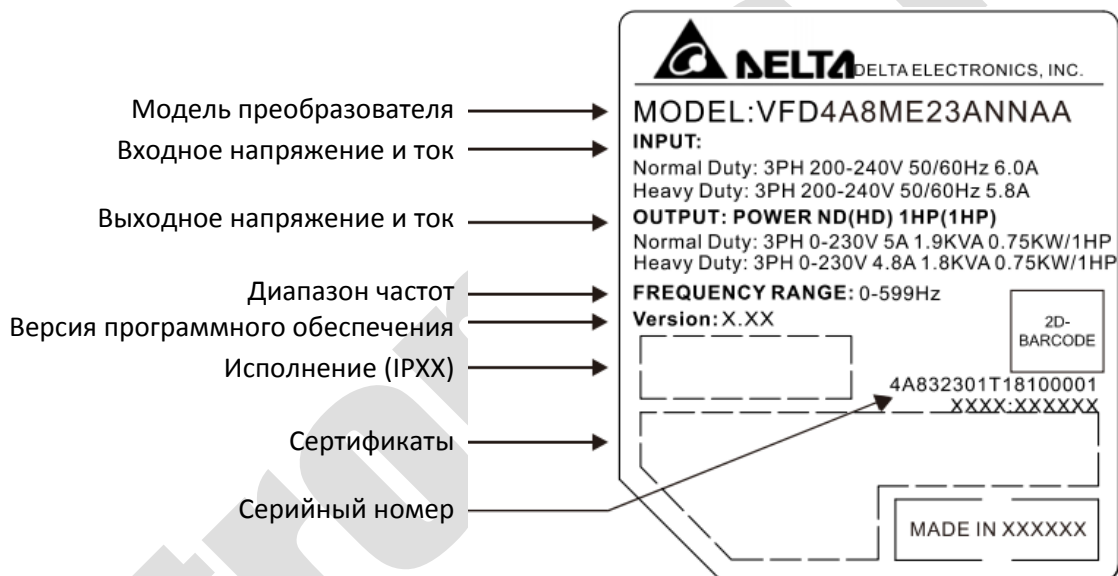 DELTA DELTA ELECTRONICS, INC.
Модель преобразователя
MODEL:VFD4A8ME23ANNAA
Входное напряжение и ток
INPUT:
Normal Duty: 3PH 200-240V 50/60Hz 6.0A
Heavy Duty: 3PH 200-240V 50/60Hz 5.8A
Выходное напряжение и ток
OUTPUT: POWER ND(HD) 1HP(1HP)
Normal Duty: 3PH 0-230V 5A 1.9KVA 0.75KW/1HP
Heavy Duty: 3PH 0-230V 4.8A 1.8KVA 0.75KW/1HP
Диапазон частот
FREQUENCY RANGE: 0-599Hz
Версия программного обеспечения
Version: X.XX
2D-
BARCODE
Исполнение (IPXX)
4A832301T18100001
XXXX:XXXXXX
Сертификаты
Серийный номер
MADE IN XXXXXX